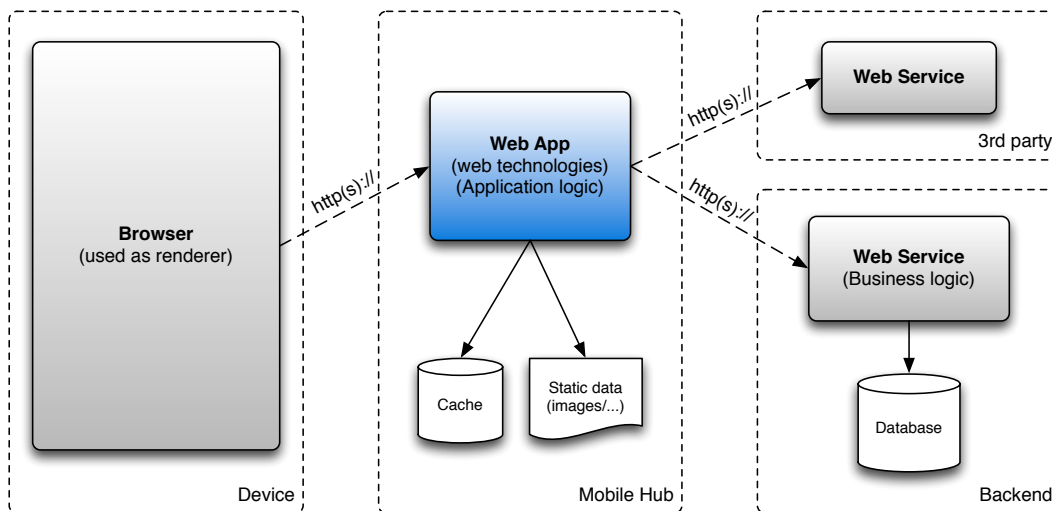 Browser
(used as renderer)
Device
http(s)://
Web App
(web technologies)
(Application logic)
Cache
Static data
(images/...)
Mobile Hub
http(s)://
Web Service
3rd party
http(s)://
Web Service
(Business logic)
Database
Backend